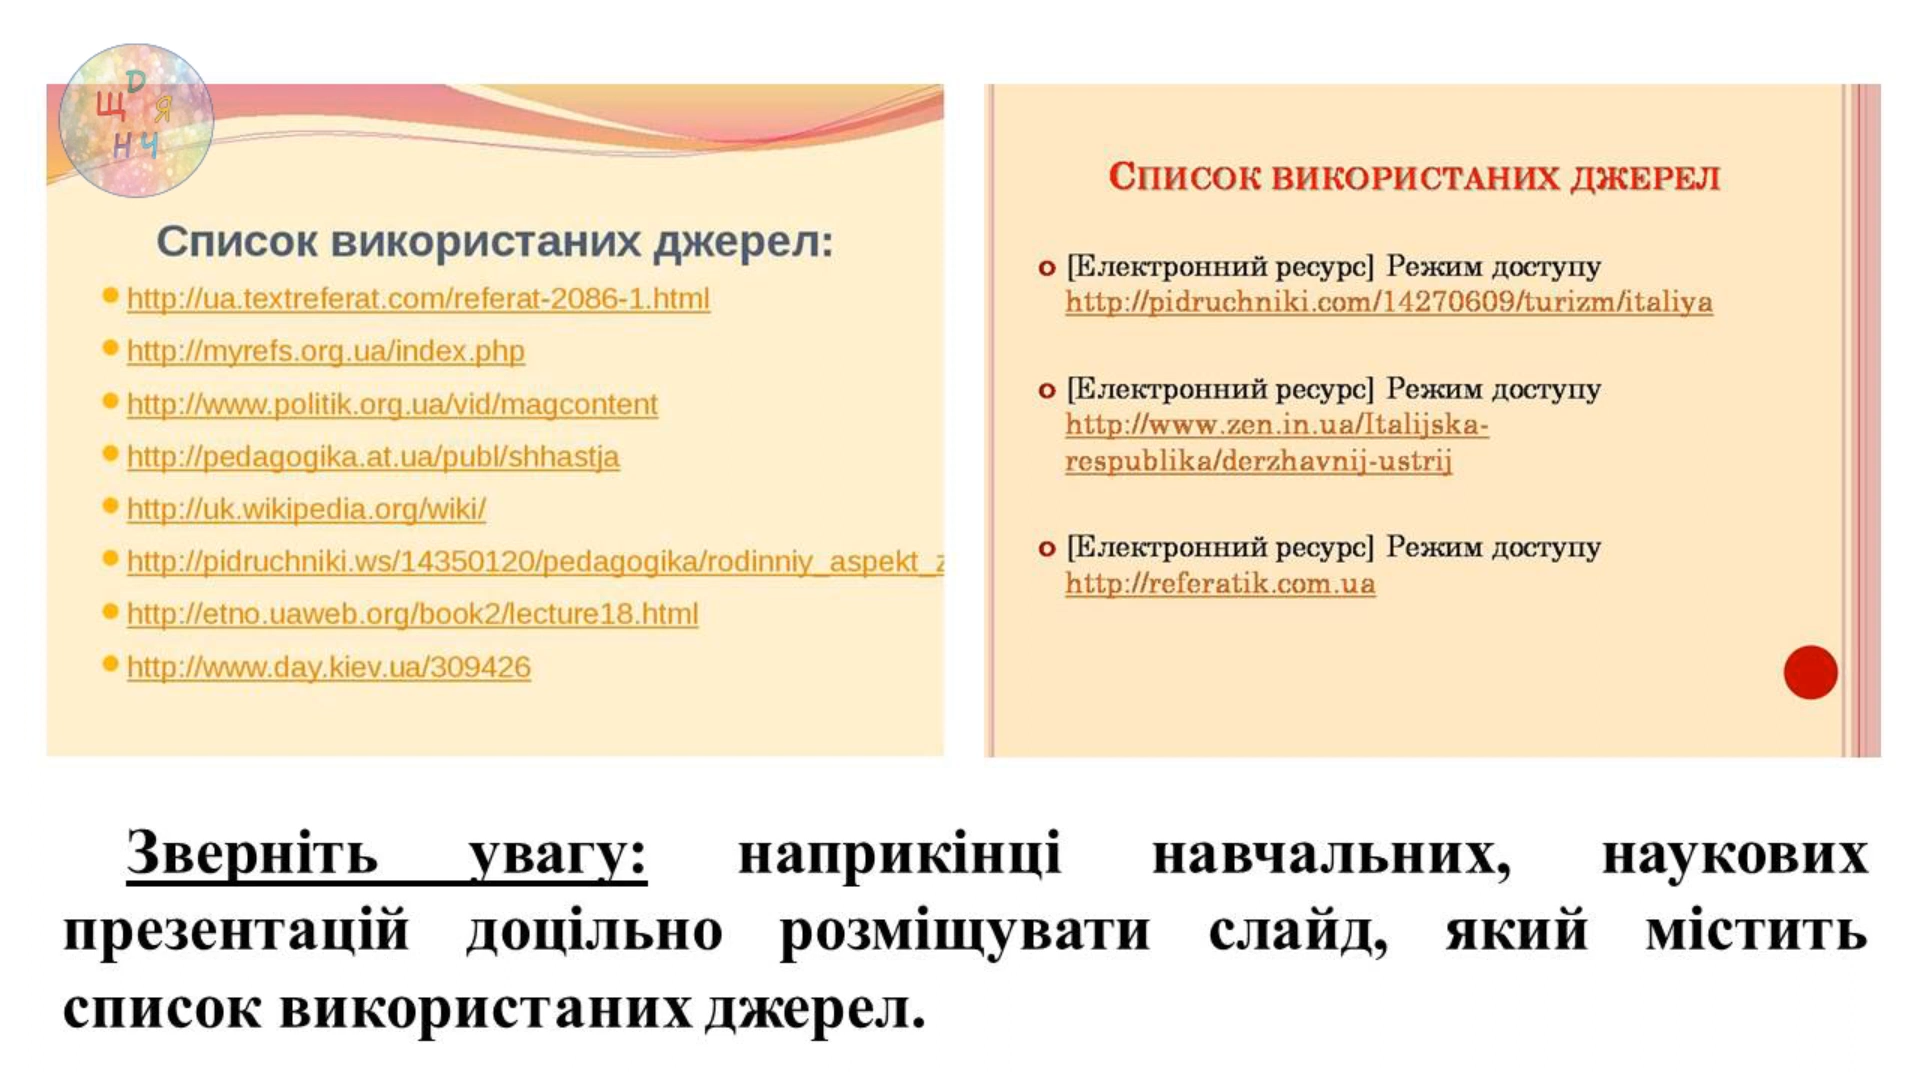 Д
Щ Я
Н Ч
Список використаних джерел:
http://ua.textreferat.com/referat-2086-1.html
http://myrefs.org.ua/index.php
http://www.politik.org.ua/vid/magcontent
http://pedagogika.at.ua/publ/shhastja
http://uk.wikipedia.org/wiki/
http://pidruchniki.ws/14350120/pedagogika/rodinniy_aspekt_z
http://etno.uaweb.org/book2/lecture18.html
http://www.day.kiev.ua/309426
Список використаних джерел
[Електронний ресурс] Режим доступу
http://pidruchniki.com/14270609/turizm/italiya
[Електронний ресурс] Режим доступу
http://www.zen.in.ua/Italijska-
respublika/derzhavnij-ustrij
[Електронний ресурс] Режим доступу
http://referatik.com.ua
Зверніть увагу: наприкінці навчальних, наукових
презентацій доцільно розміщувати слайд, який містить
список використаних джерел.